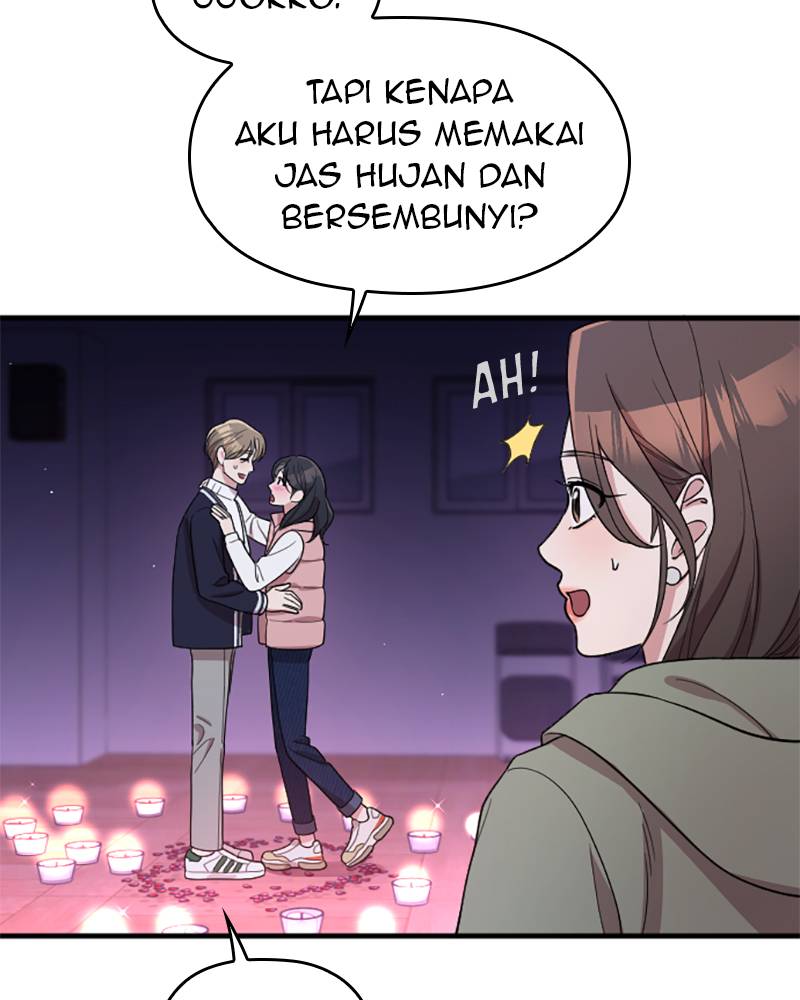 TAPI KENAPA
AKU HARUS MEMAKAI
JAS HUJAN DAN
BERSEMBUNYI?
AH!